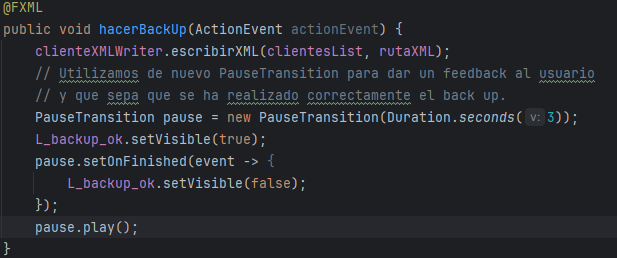 @FXML
public void hacerBackUp(ActionEvent actionEvent) {
clienteXMLWriter.escribirXML(clientesList, rutaXML);
// Utilizamos de nuevo PauseTransition para dar un feedback al usuario
// y que sepa que se ha realizado correctamente el back up.
PauseTransition pause = new PauseTransition(Duration.seconds( v: 3));
L_backup_ok.setVisible(true);
pause.setOnFinished(event -> {
L_backup_ok.setVisible(false);
});
pause.play();
}